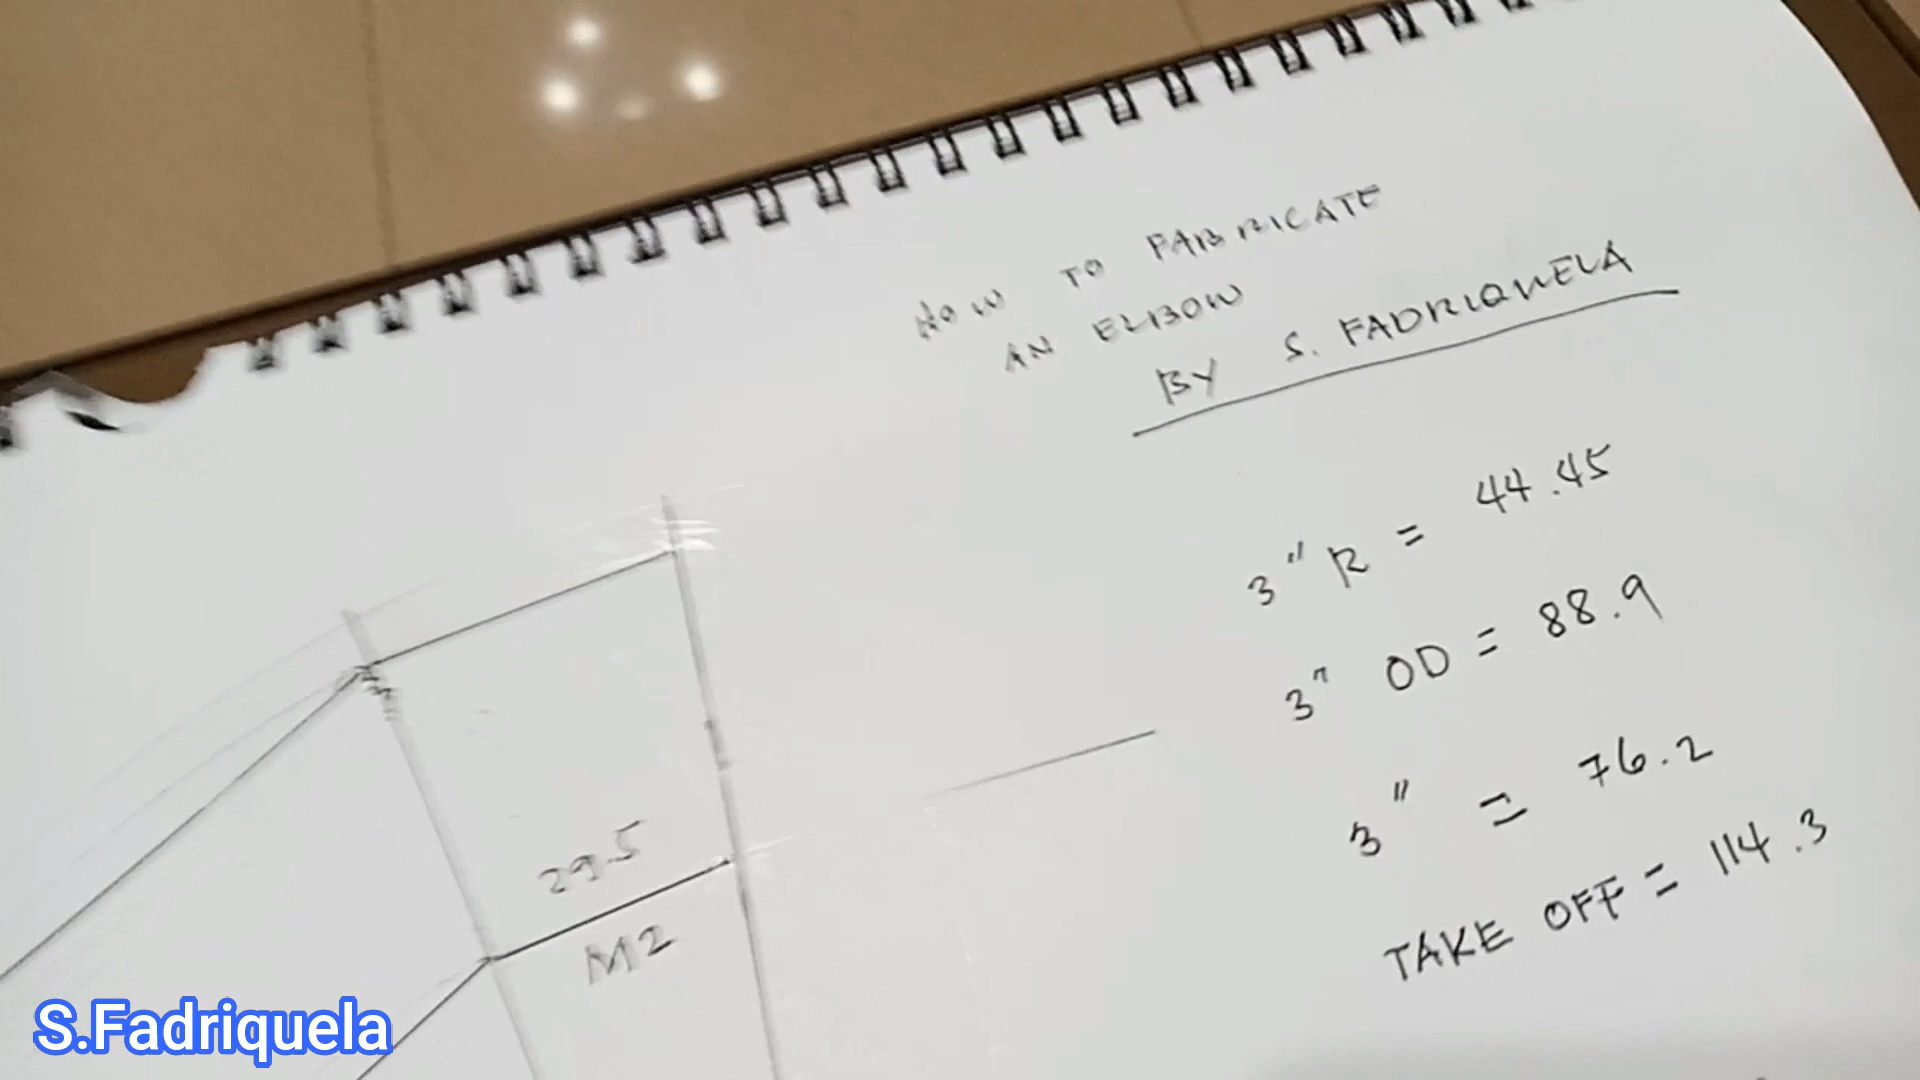 HOW TO FABRICATE
AN ELBOW
BY S. FADRIQUELA
3" R = 44.45
3" OD = 88.9
3" = 76.2
TAKE OFF = 114.3
29.5
M2
S.Fadriquela